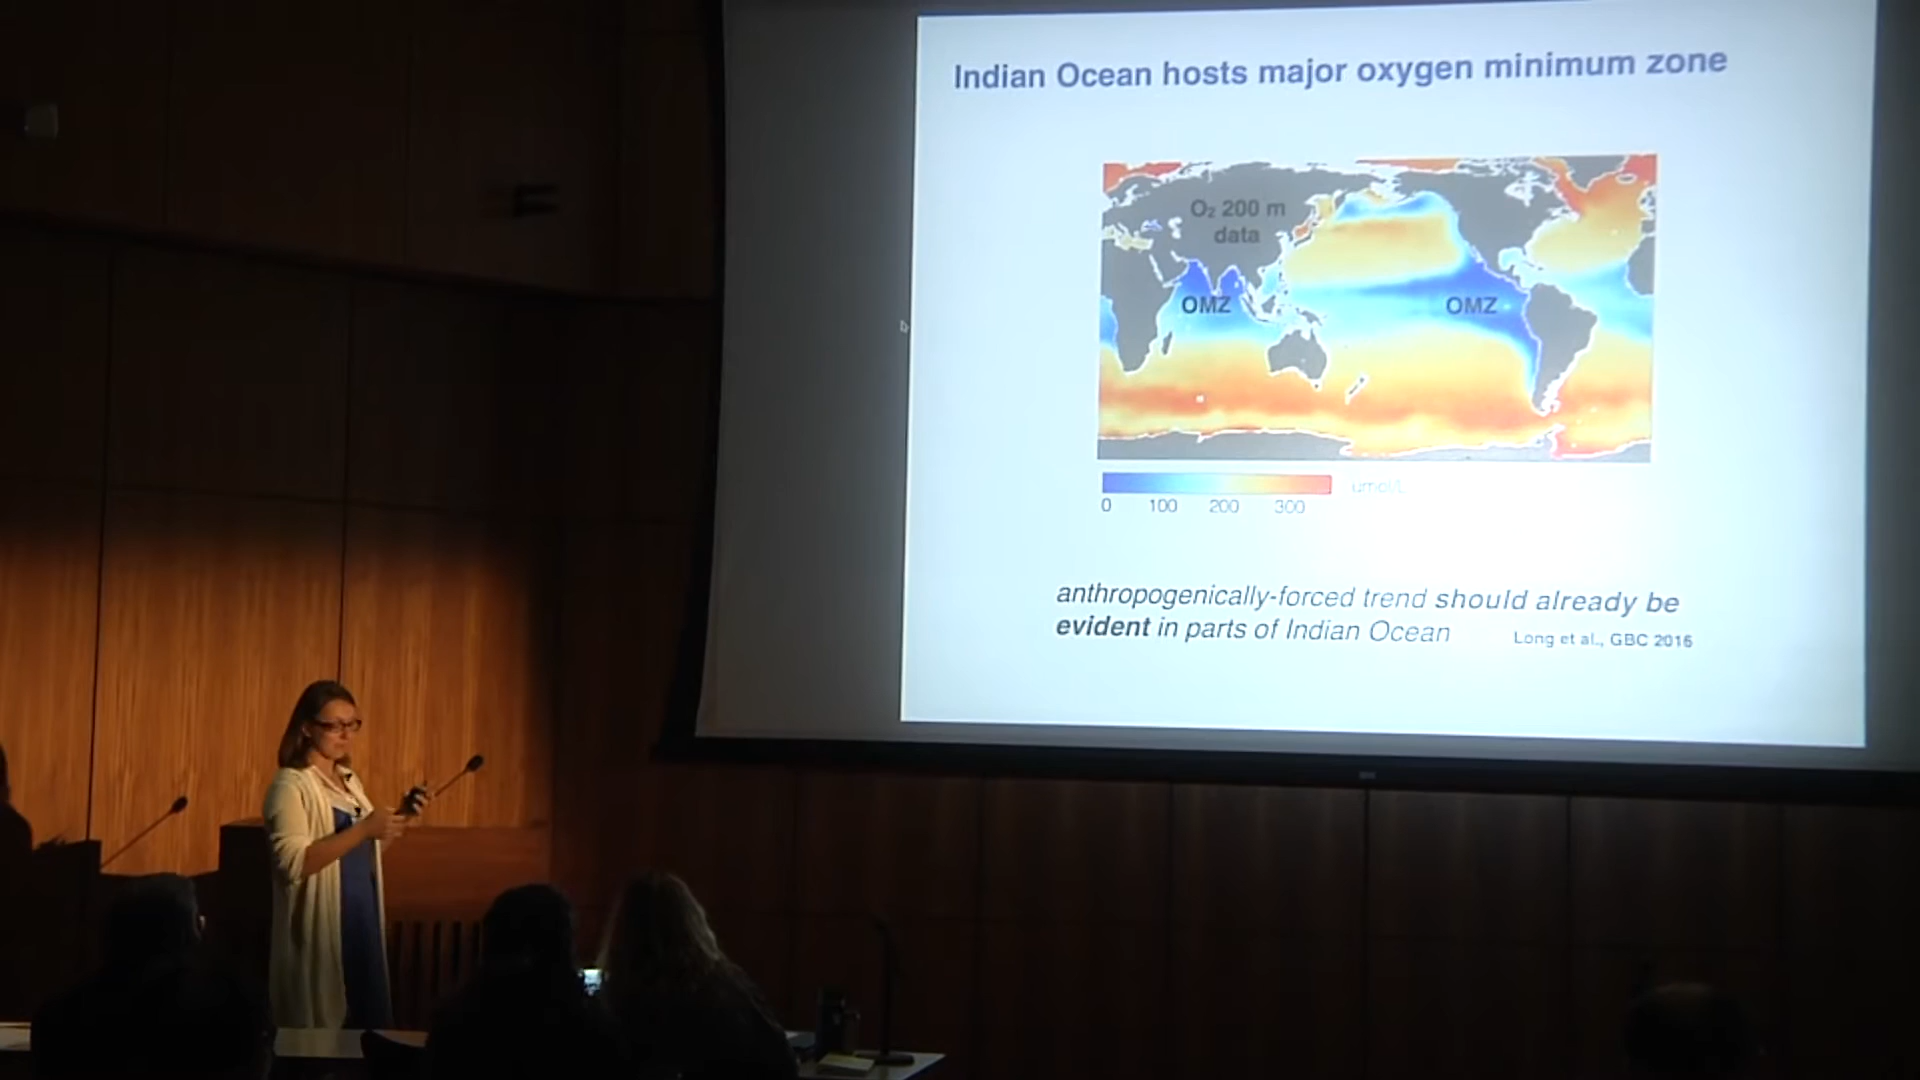 Indian Ocean hosts major oxygen minimum zone
O₂ 200 m
data
OMZ
OMZ
umol/L
0 100 200 300
anthropogenically-forced trend should already be
evident in parts of Indian Ocean
Long et al., GBC 2016